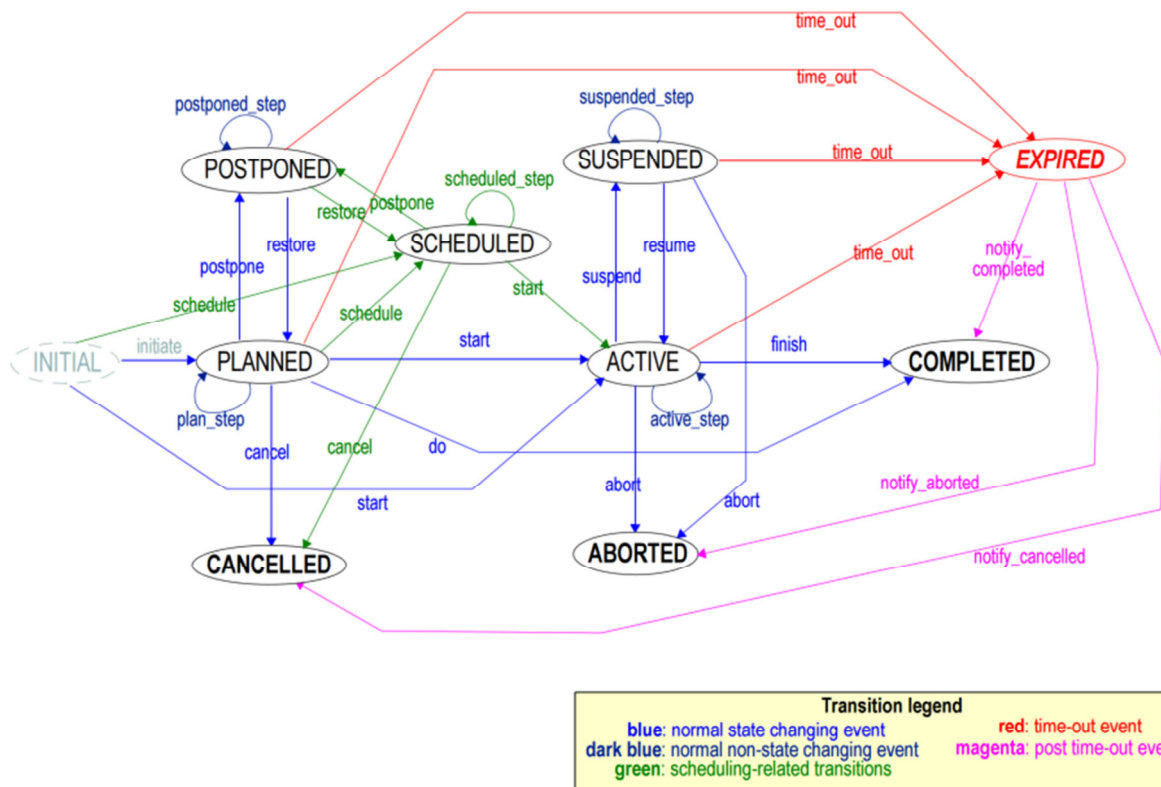 time_out
time_out
postponed_step
suspended_step
POSTPONED
SUSPENDED
time_out
EXPIRED
scheduled_step
postpone
restore
SCHEDULED
restore
resume
postpone
suspend
time_out
notify_
completed
start
schedule
schedule
INITIAL
initiate
PLANNED
start
ACTIVE
finish
COMPLETED
plan_step
active_step
cancel
cancel
do
start
abort
abort
notify_aborted
CANCELLED
ABORTED
notify_cancelled
Transition legend
blue: normal state changing event
red: time-out event
dark blue: normal non-state changing event
magenta: post time-out eve
green: scheduling-related transitions